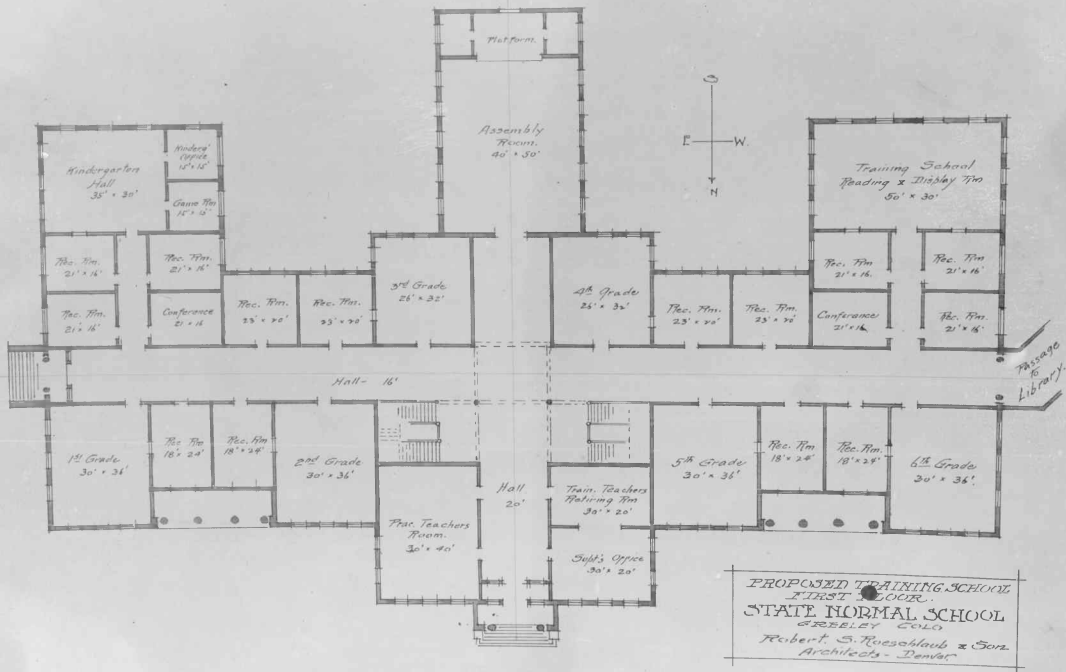 Platform.
Assembly
Room.
40' × 50'
E
W.
N
Kindergarten
Hall
35' × 30'
Kinderg'
Office
15' × 15'
Game Rm
15' × 15'
Training School
Reading & Display Rm
50' × 30'
Rec. Rm
21' × 16'
Rec. Rm.
21' × 16'
Rec. Rm.
21' × 16'
Conference
21' × 16
Rec. Rm.
23' × 20'
Rec. Rm.
23' × 20'
3rd Grade
26' × 32'
4th Grade
26' × 32'
Rec. Rm.
23' × 20'
Rec. Rm.
23' × 20'
Rec. Rm
21' × 16.
Rec. Rm
21' × 16'
Conference
21' × 16
Rec. Rm.
21' × 16'
Passage
to
Library.
Hall - 16'
1st Grade
30' × 36'
Rec Rm
18' × 24'
Rec. Rm
18' × 24'
2nd Grade
30' × 36'
Hall
20'
5th Grade
30' × 36'
Rec. Rm
18' × 24'
Rec. Rm
18' × 24'
6th Grade
30' × 36'.
Prac. Teachers
Room.
30' × 40'
Train. Teachers
Retiring Rm
30' × 20'
Supt's Office
30' × 20'
PROPOSED TRAINING SCHOOL
FIRST FLOOR.
STATE NORMAL SCHOOL
GREELEY COLO
Robert. S. Roeschlaub & Son.
Architects - Denver